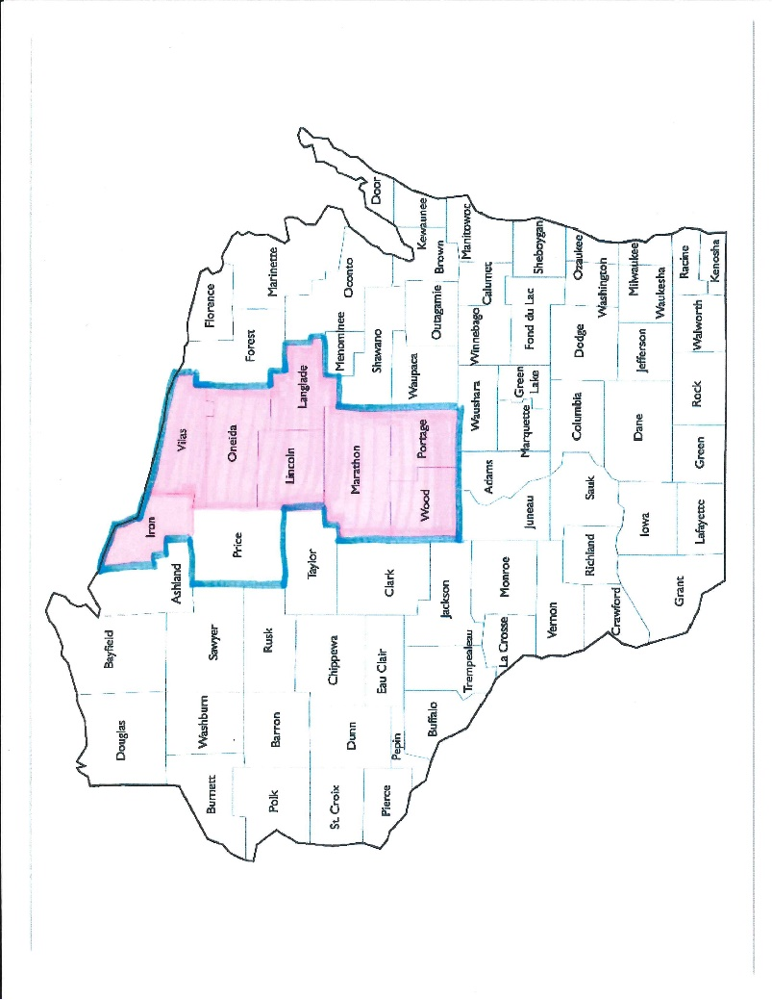 Douglas
Bayfield
Ashland
Iron
Vilas
Burnett
Washburn
Sawyer
Price
Oneida
Forest
Florence
Marinette
Polk
Barron
Rusk
Taylor
Lincoln
Langlade
Oconto
St. Croix
Dunn
Chippewa
Clark
Marathon
Menominee
Shawano
Door
Pierce
Pepin
Eau Clair
Buffalo
Trempealeau
Jackson
Wood
Portage
Waupaca
Outagamie
Brown
Kewaunee
La Crosse
Monroe
Juneau
Adams
Waushara
Winnebago
Calumet
Manitowoc
Marquette
Green
Lake
Fond du Lac
Sheboygan
Vernon
Richland
Sauk
Columbia
Dodge
Washington
Ozaukee
Crawford
Grant
Iowa
Dane
Jefferson
Waukesha
Milwaukee
Lafayette
Green
Rock
Walworth
Racine
Kenosha